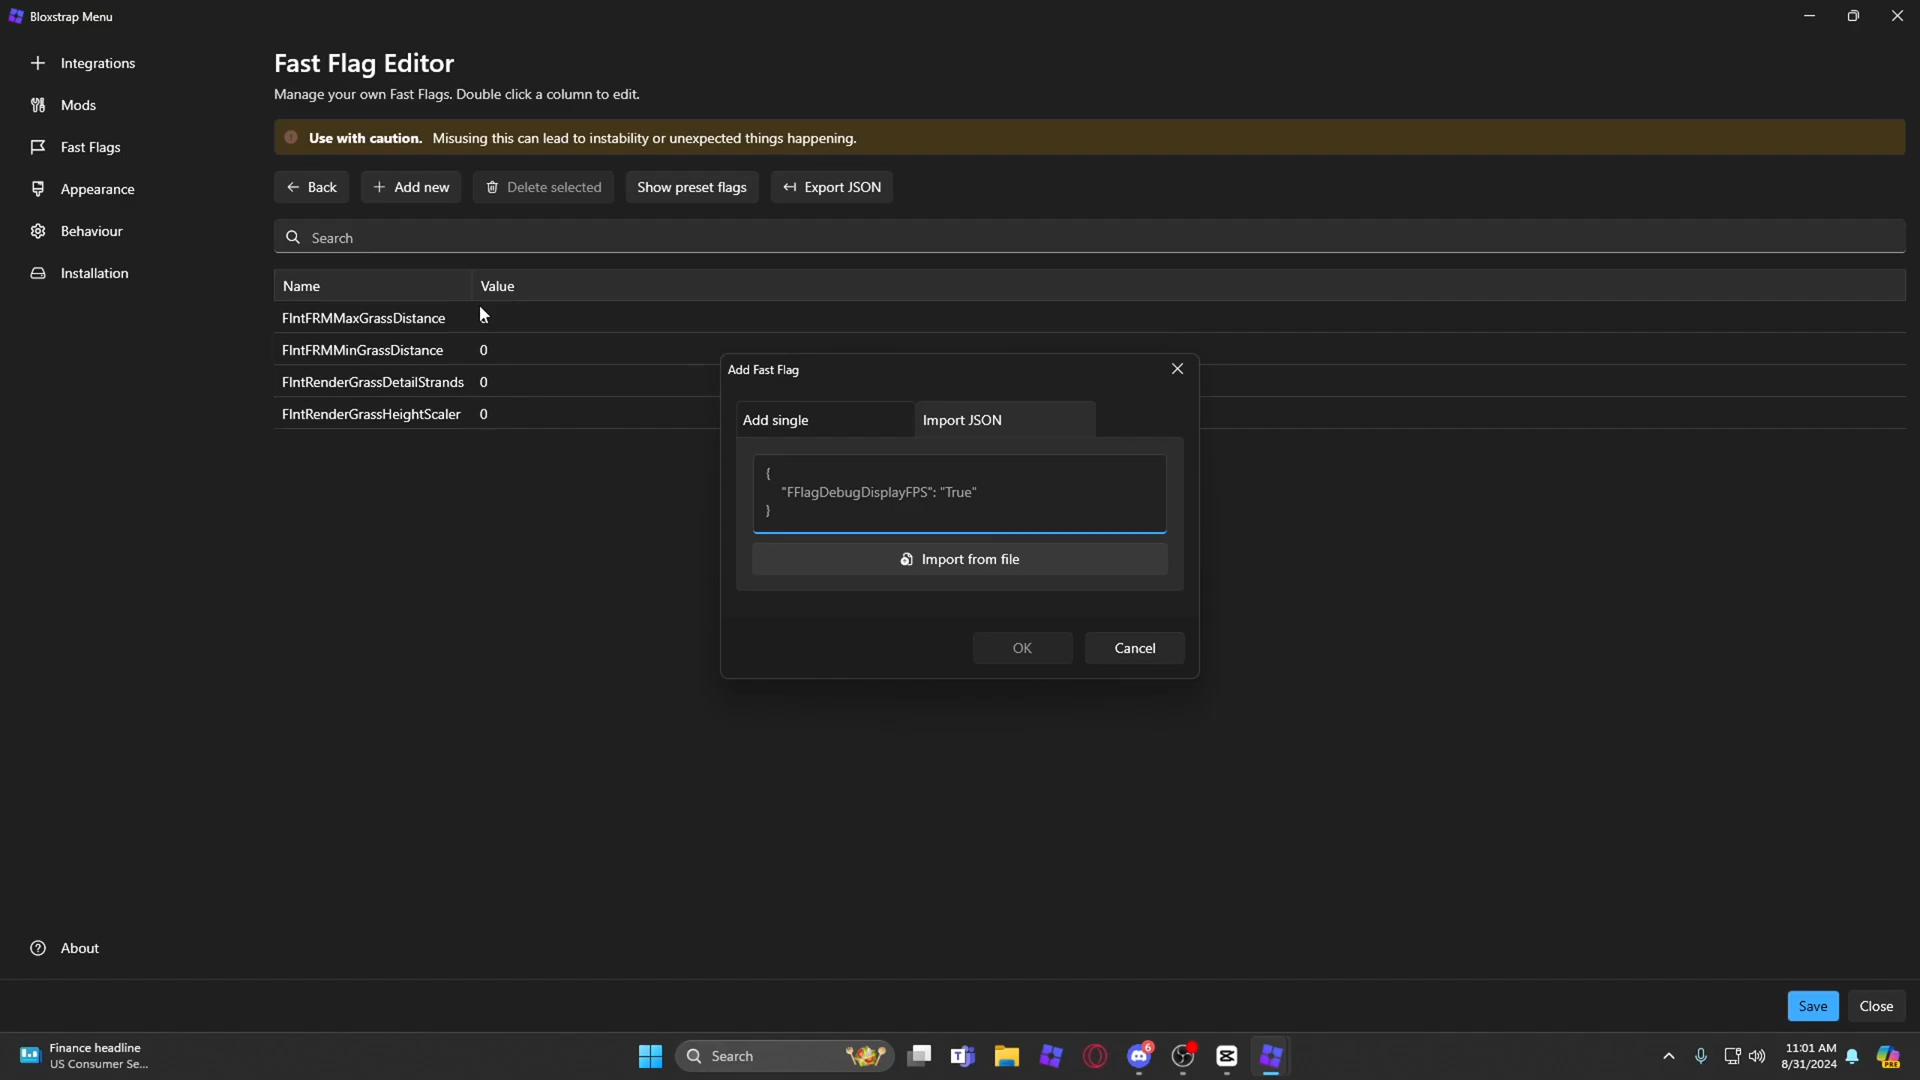 Bloxstrap Menu
Integrations
Mods
Fast Flags
Appearance
Behaviour
Installation
Fast Flag Editor
Manage your own Fast Flags. Double click a column to edit.
Use with caution. Misusing this can lead to instability or unexpected things happening.
Back
Add new
Delete selected
Show preset flags
Export JSON
Search
Name Value
FIntFRMMaxGrassDistance
FIntFRMMinGrassDistance 0
FIntRenderGrassDetailStrands 0
FIntRenderGrassHeightScaler 0
Add Fast Flag
Add single
Import JSON
{
"FFlagDebugDisplayFPS": "True"
}
Import from file
OK
Cancel
About
Save
Close
Finance headline
US Consumer Se...
Search
6
11:01 AM
8/31/2024
PRE